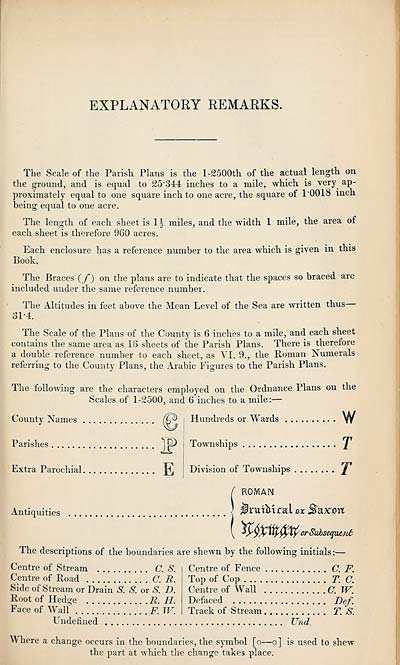 EXPLANATORY REMARKS.
The Scale of the Parish Plans is the 1-2500th of the actual length on
the ground, and is equal to 25·344 inches to a mile, which is very ap-
proximately equal to one square inch to one acre, the square of 1·0018 inch
being equal to one acre.
The length of each sheet is 1½ miles, and the width 1 mile, the area of
each sheet is therefore 960 acres.
Each enclosure has a reference number to the area which is given in this
Book.
The Braces (ƒ) on the plans are to indicate that the spaces so braced are
included under the same reference number.
The Altitudes in feet above the Mean Level of the Sea are written thus—
31·4.
The Scale of the Plans of the County is 6 inches to a mile, and each sheet
contains the same area as 16 sheets of the Parish Plans. There is therefore
a double reference number to each sheet, as VI. 9., the Roman Numerals
referring to the County Plans, the Arabic Figures to the Parish Plans.
The following are the characters employed on the Ordnance Plans on the
Scales of 1-2500, and 6 inches to a mile:—
County Names .............. C
Parishes .................... P
Extra Parochial.............. E
Hundreds or Wards .......... W
Townships .................. T
Division of Townships ........ T
Antiquities ..............................
ROMAN
Druidical or Saxon
Norman or Subsequent
The descriptions of the boundaries are shewn by the following initials:—
Centre of Stream .......... C. S.
Centre of Road ............ C. R.
Side of Stream or Drain S. S. or S. D.
Root of Hedge ............ R. H.
Face of Wall .............. F. W.
Centre of Fence ............ C. F.
Top of Cop ................ T. C.
Centre of Wall ............ C. W.
Defaced .................. Def.
Track of Stream ............ T. S.
Undefined .................................. Und.
Where a change occurs in the boundaries, the symbol [o—o] is used to shew
the part at which the change takes place.